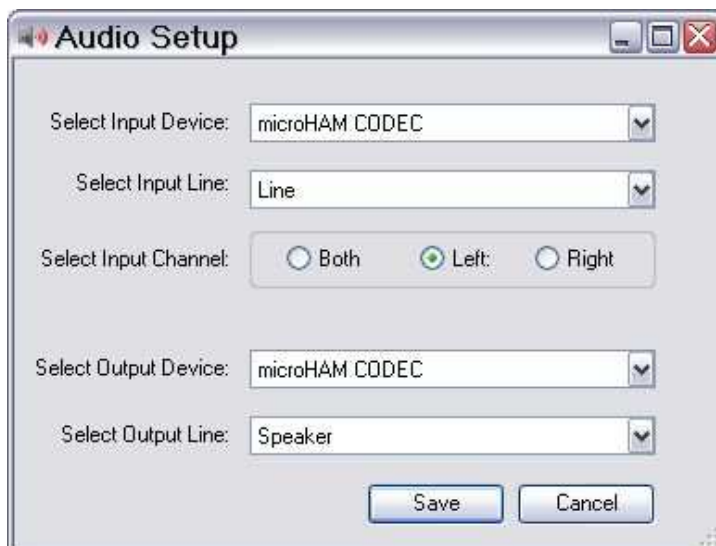 Audio Setup
Select Input Device: microHAM CODEC
Select Input Line: Line
Select Input Channel: Both Left: Right
Select Output Device: microHAM CODEC
Select Output Line: Speaker
Save Cancel